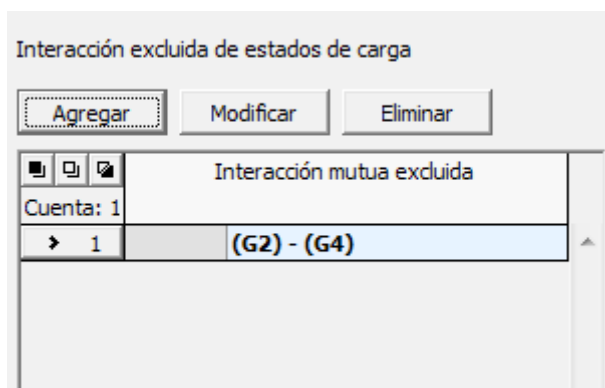 Interacción excluida de estados de carga
Agregar Modificar Eliminar
Interacción mutua excluida
Cuenta: 1
1 (G2) - (G4)